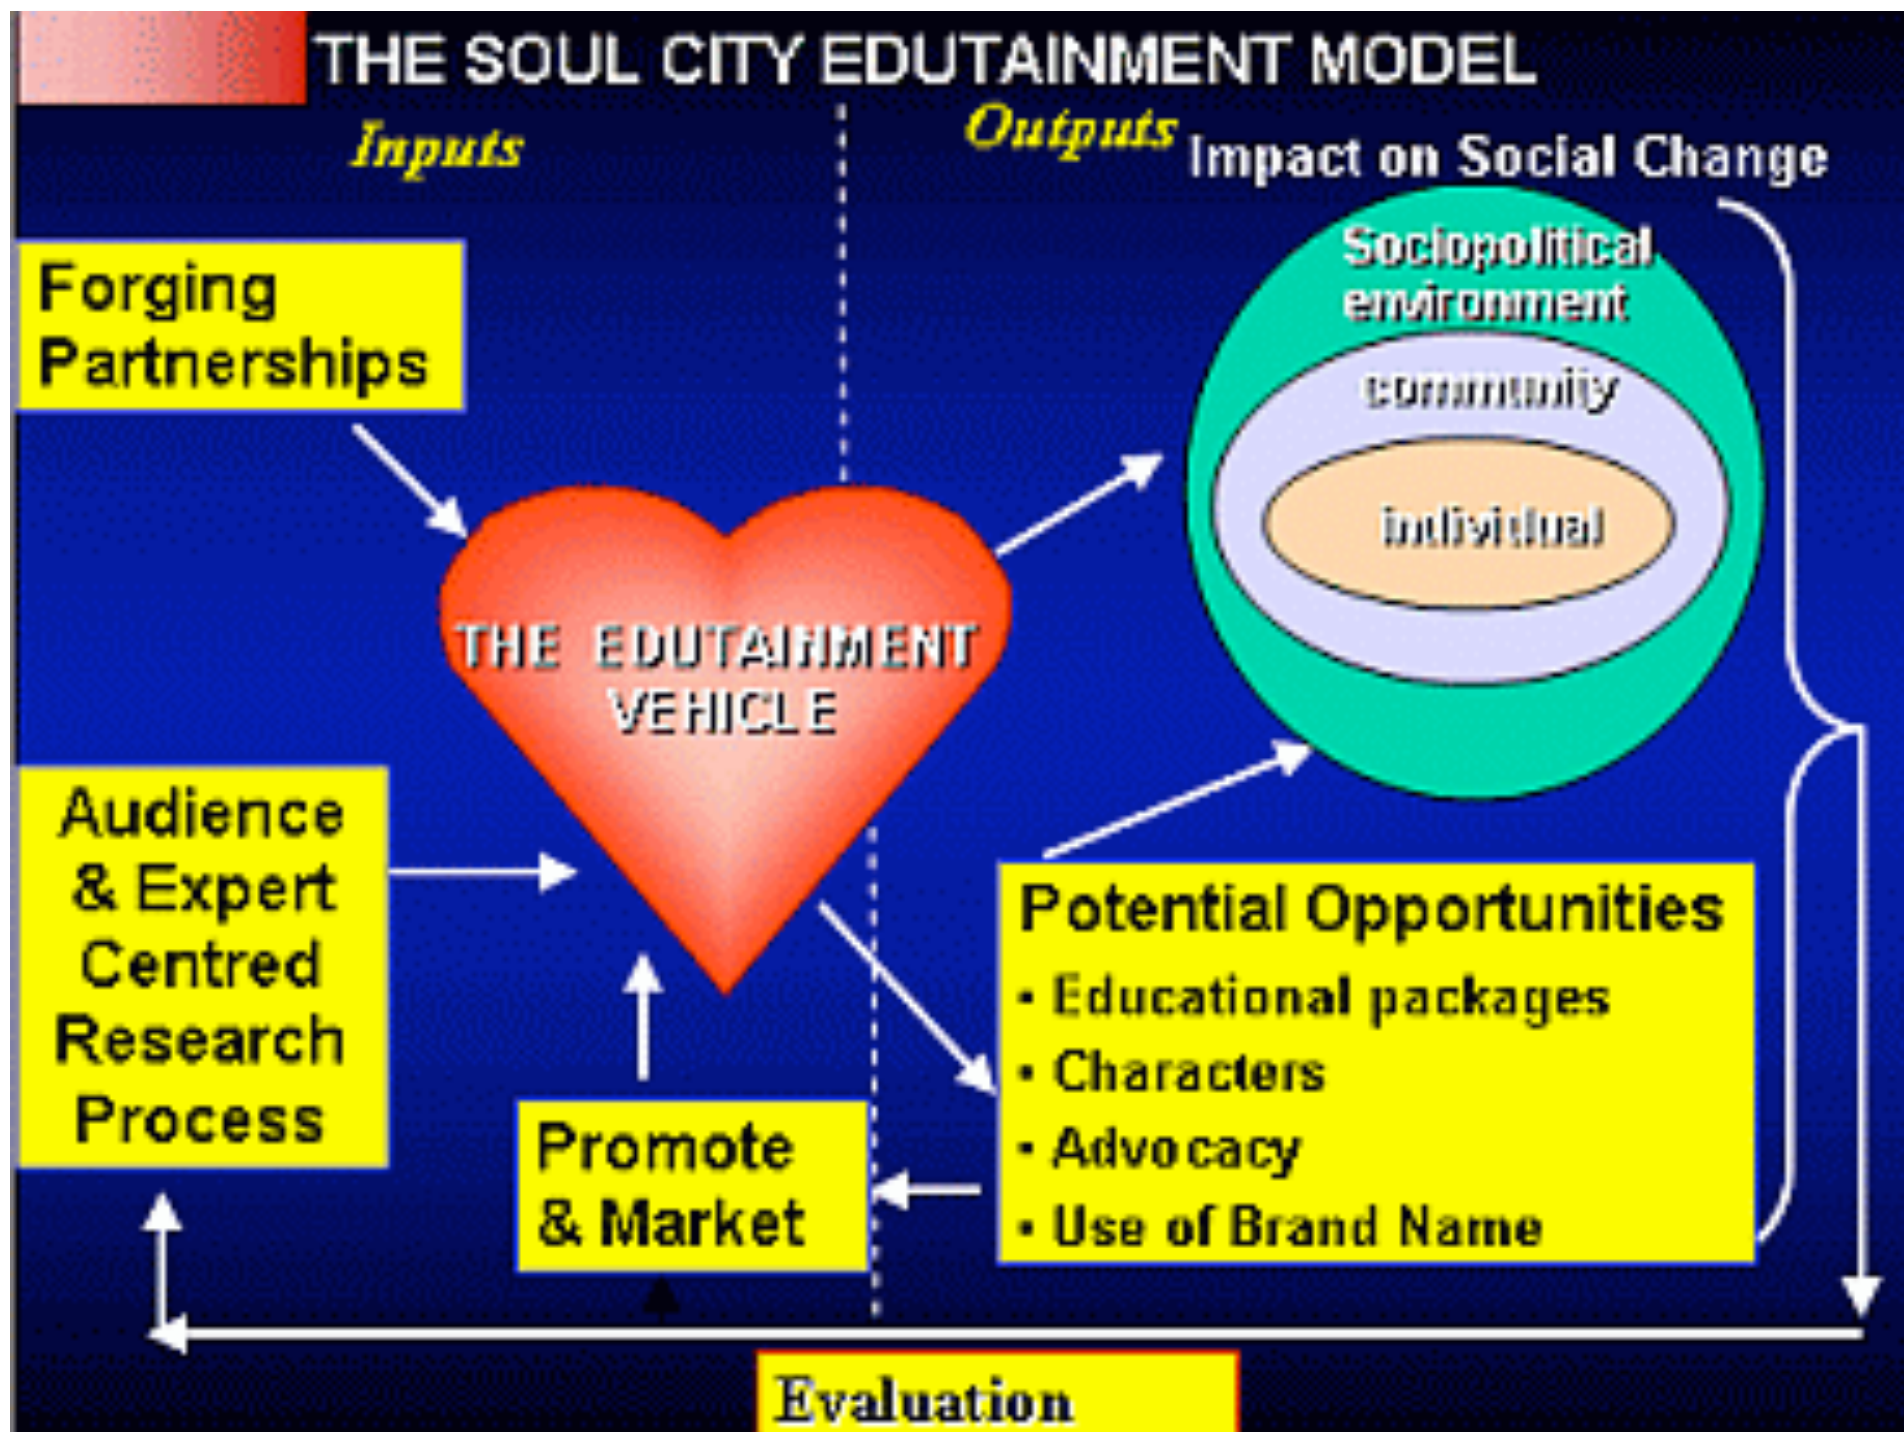 THE SOUL CITY EDUTAINMENT MODEL
Inputs
Outputs
Impact on Social Change
Forging
Partnerships
Sociopolitical
environment
community
individual
THE EDUTAINMENT
VEHICLE
Audience
& Expert
Centred
Research
Process
Promote
& Market
Potential Opportunities
▪ Educational packages
▪ Characters
▪ Advocacy
▪ Use of Brand Name
Evaluation